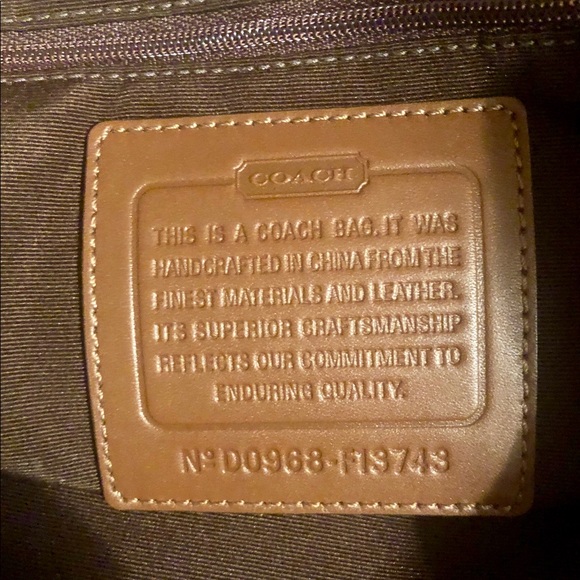 COACH
THIS IS A COACH BAG. IT WAS
HANDCRAFTED IN CHINA FROM THE
FINEST MATERIALS AND LEATHER.
ITS SUPERIOR CRAFTSMANSHIP
REFLECTS OUR COMMITMENT TO
ENDURING QUALITY.
Nº D0968-F13743